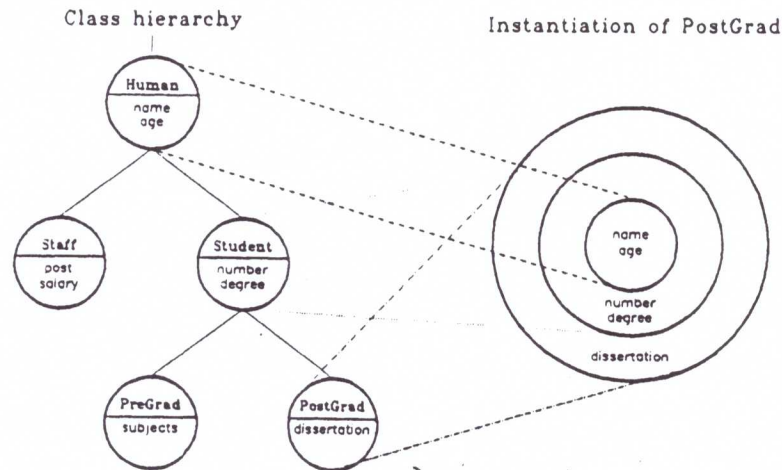 Class hierarchy
Instantiation of PostGrad
Human
name
age
Staff
post
salary
Student
number
degree
PreGrad
subjects
PostGrad
dissertation
name
age
number
degree
dissertation